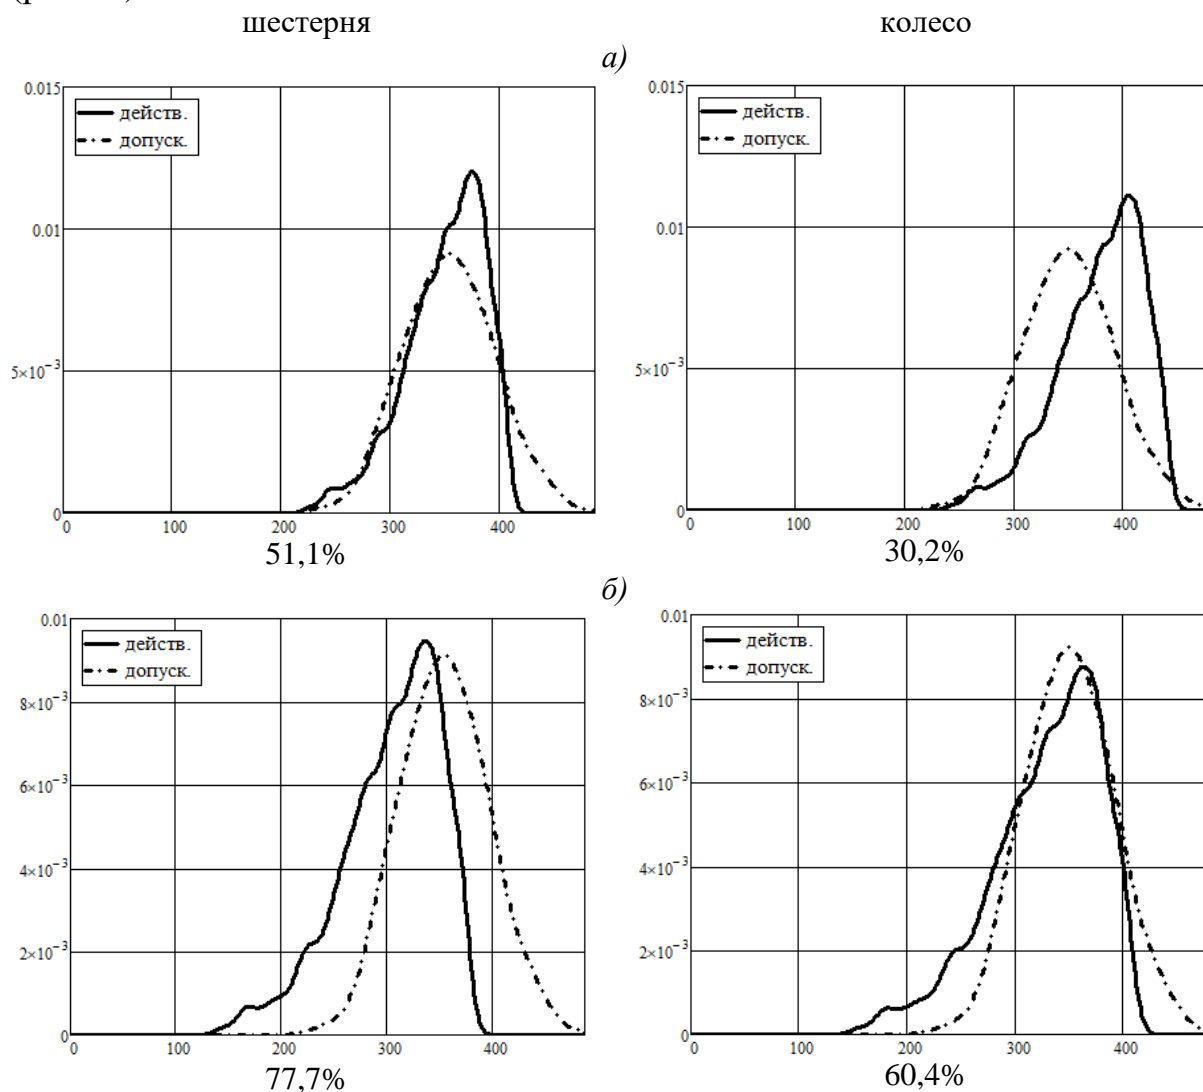 шестерня колесо
а)
0.015 0.01 5×10⁻³ 0
действ.
допуск.
0 100 200 300 400
51,1%
0.015 0.01 5×10⁻³ 0
действ.
допуск.
0 100 200 300 400
30,2%
б)
0.01 8×10⁻³ 6×10⁻³ 4×10⁻³ 2×10⁻³ 0
действ.
допуск.
0 100 200 300 400
77,7%
0.01 8×10⁻³ 6×10⁻³ 4×10⁻³ 2×10⁻³ 0
действ.
допуск.
0 100 200 300 400
60,4%